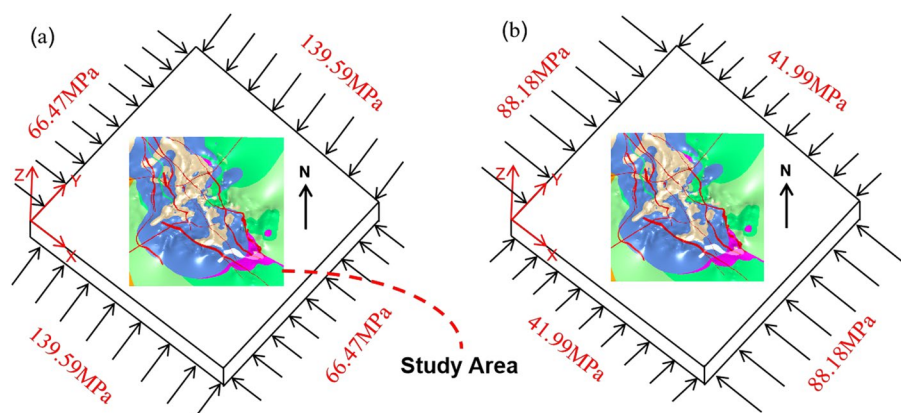 (a)
139.59MPa
66.47MPa
Z
Y
X
N
139.59MPa
66.47MPa
Study Area
(b)
41.99MPa
88.18MPa
Z
Y
X
N
41.99MPa
88.18MPa